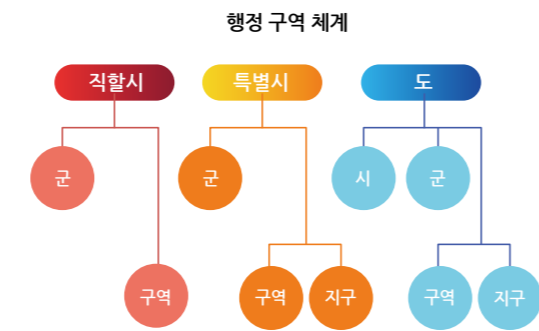 행정 구역 체계
직할시 특별시 도
군 군 시 군
구역 구역 지구 구역 지구